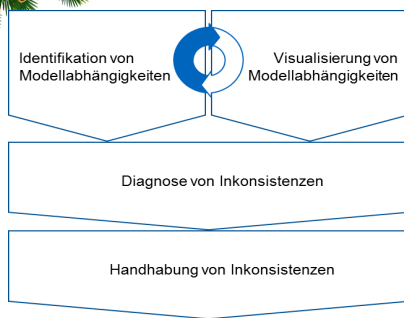 Identifikation von
Modellabhängigkeiten
Visualisierung von
Modellabhängigkeiten
Diagnose von Inkonsistenzen
Handhabung von Inkonsistenzen